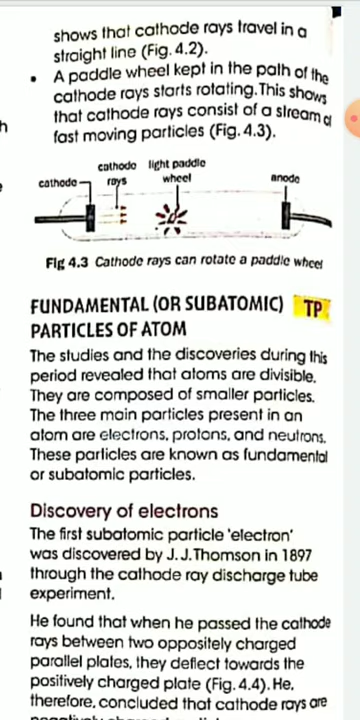 shows that cathode rays travel in a
straight line (Fig. 4.2).
• A paddle wheel kept in the path of the
cathode rays starts rotating. This shows
that cathode rays consist of a stream of
fast moving particles (Fig. 4.3).
cathode
cathode rays
light paddle wheel
anode
Fig 4.3 Cathode rays can rotate a paddle wheel
FUNDAMENTAL (OR SUBATOMIC) TP
PARTICLES OF ATOM
The studies and the discoveries during this
period revealed that atoms are divisible.
They are composed of smaller particles.
The three main particles present in an
atom are electrons, protons, and neutrons.
These particles are known as fundamental
or subatomic particles.
Discovery of electrons
The first subatomic particle 'electron'
was discovered by J.J.Thomson in 1897
through the cathode ray discharge tube
experiment.
He found that when he passed the cathode
rays between two oppositely charged
parallel plates, they deflect towards the
positively charged plate (Fig. 4.4). He,
therefore, concluded that cathode rays are